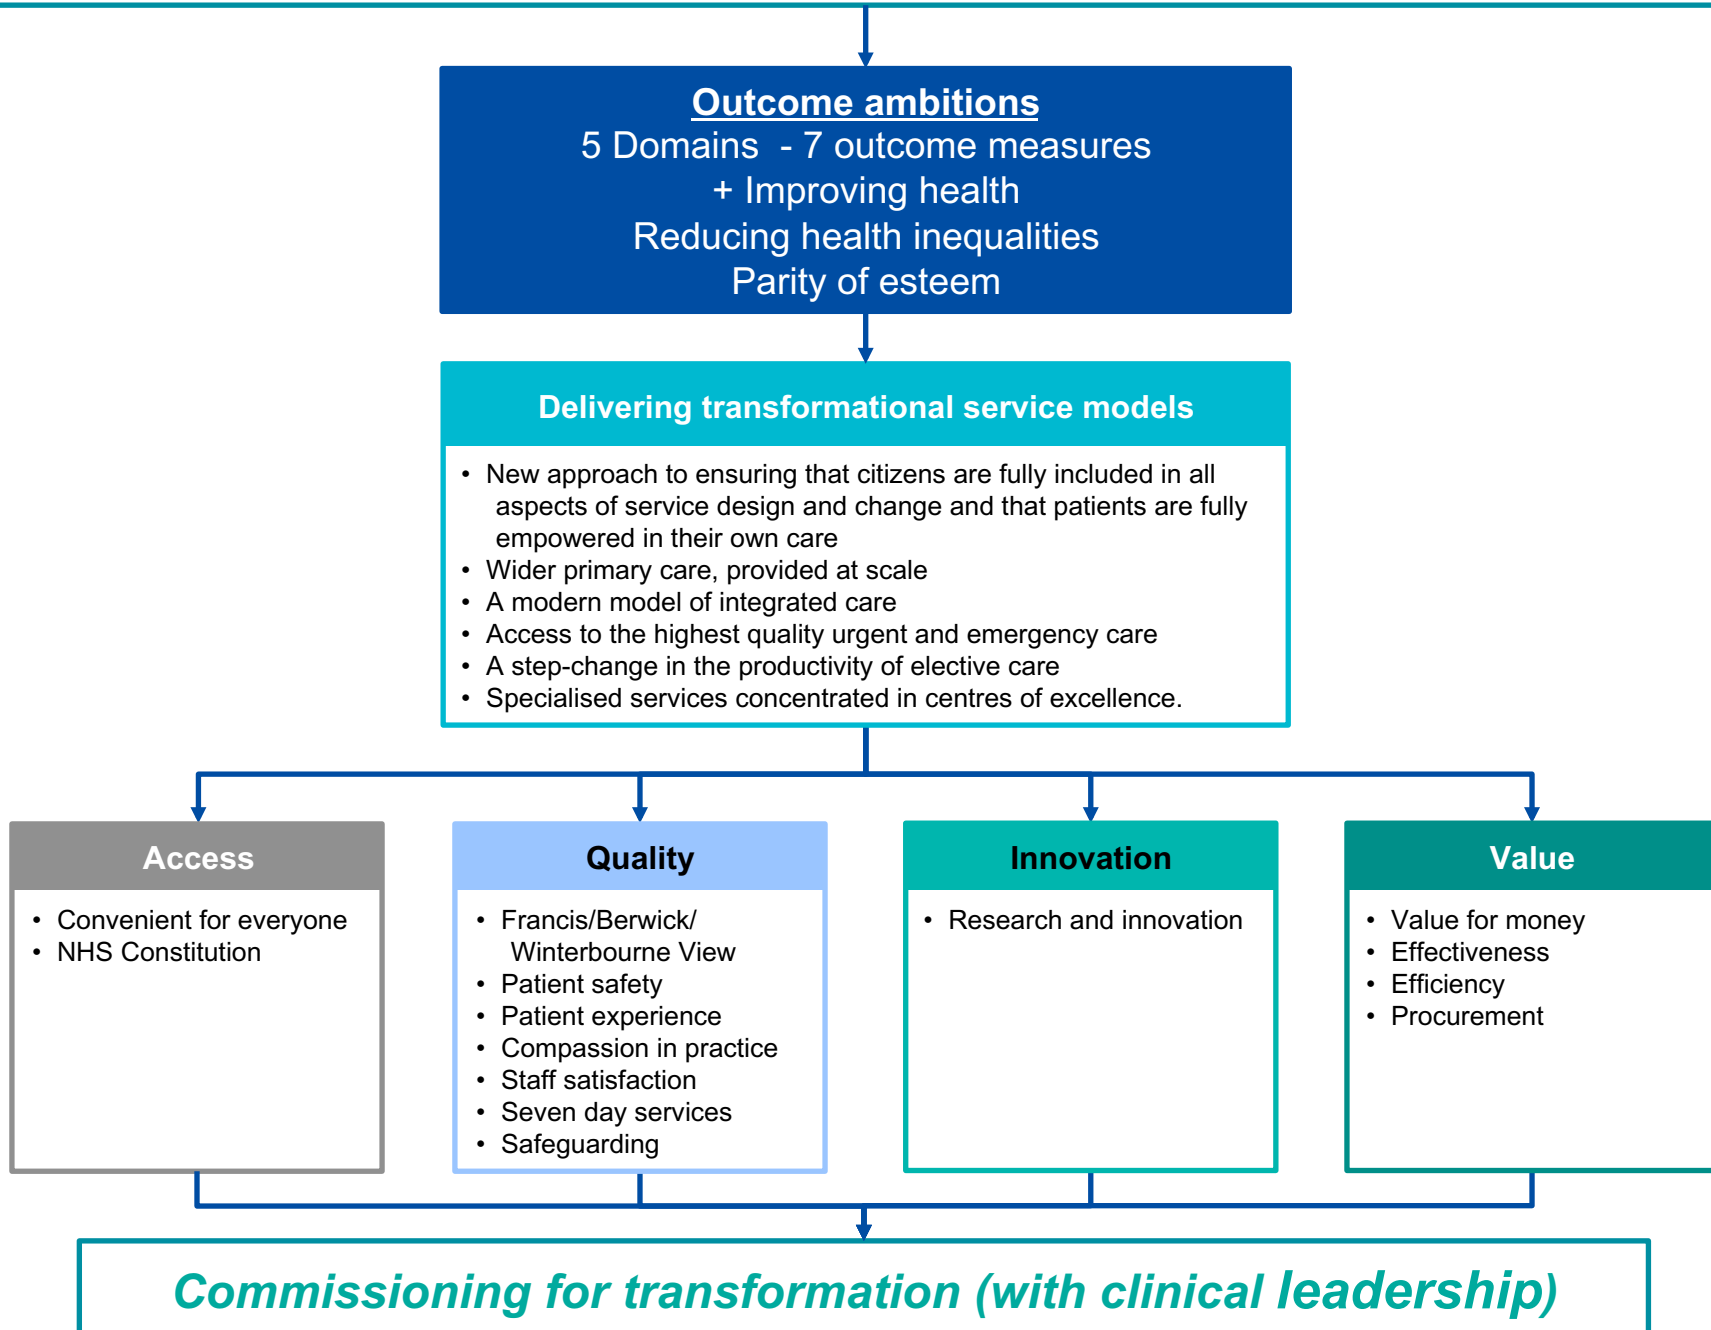 Outcome ambitions
5 Domains - 7 outcome measures
+ Improving health
Reducing health inequalities
Parity of esteem
Delivering transformational service models
• New approach to ensuring that citizens are fully included in all
aspects of service design and change and that patients are fully
empowered in their own care
• Wider primary care, provided at scale
• A modern model of integrated care
• Access to the highest quality urgent and emergency care
• A step-change in the productivity of elective care
• Specialised services concentrated in centres of excellence.
Access
• Convenient for everyone
• NHS Constitution
Quality
• Francis/Berwick/
Winterbourne View
• Patient safety
• Patient experience
• Compassion in practice
• Staff satisfaction
• Seven day services
• Safeguarding
Innovation
• Research and innovation
Value
• Value for money
• Effectiveness
• Efficiency
• Procurement
Commissioning for transformation (with clinical leadership)